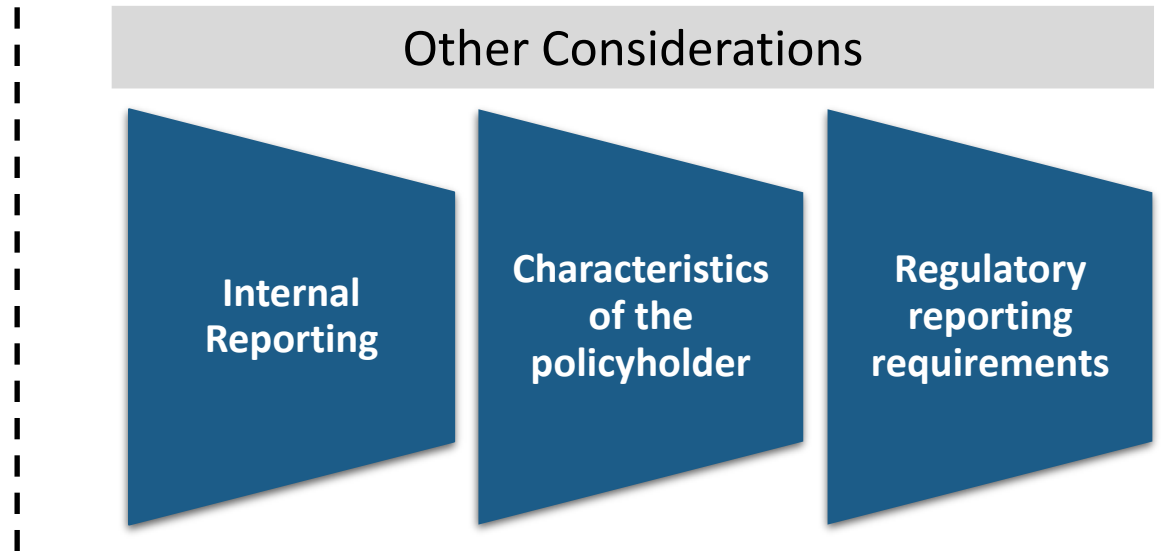 Other Considerations
Internal
Reporting
Characteristics
of the
policyholder
Regulatory
reporting
requirements